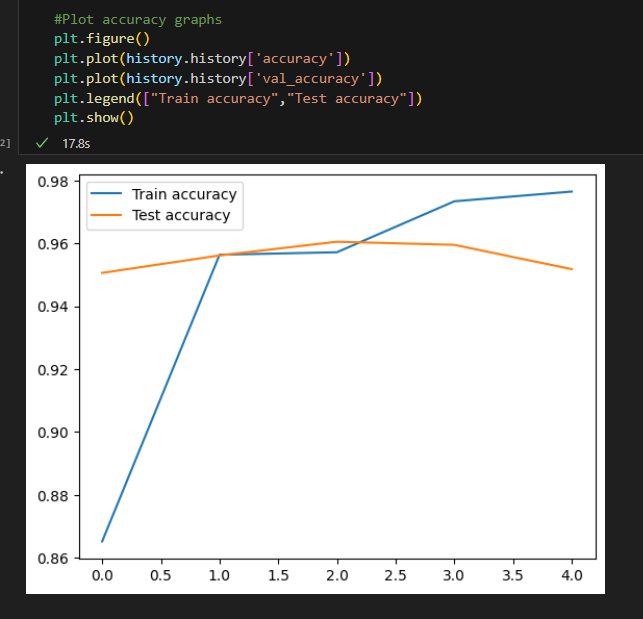 #Plot accuracy graphs
plt.figure()
plt.plot(history.history['accuracy'])
plt.plot(history.history['val_accuracy'])
plt.legend(["Train accuracy","Test accuracy"])
plt.show()
2] ✓ 17.8s
0.98
Train accuracy
Test accuracy
0.96
0.94
0.92
0.90
0.88
0.86
0.0 0.5 1.0 1.5 2.0 2.5 3.0 3.5 4.0